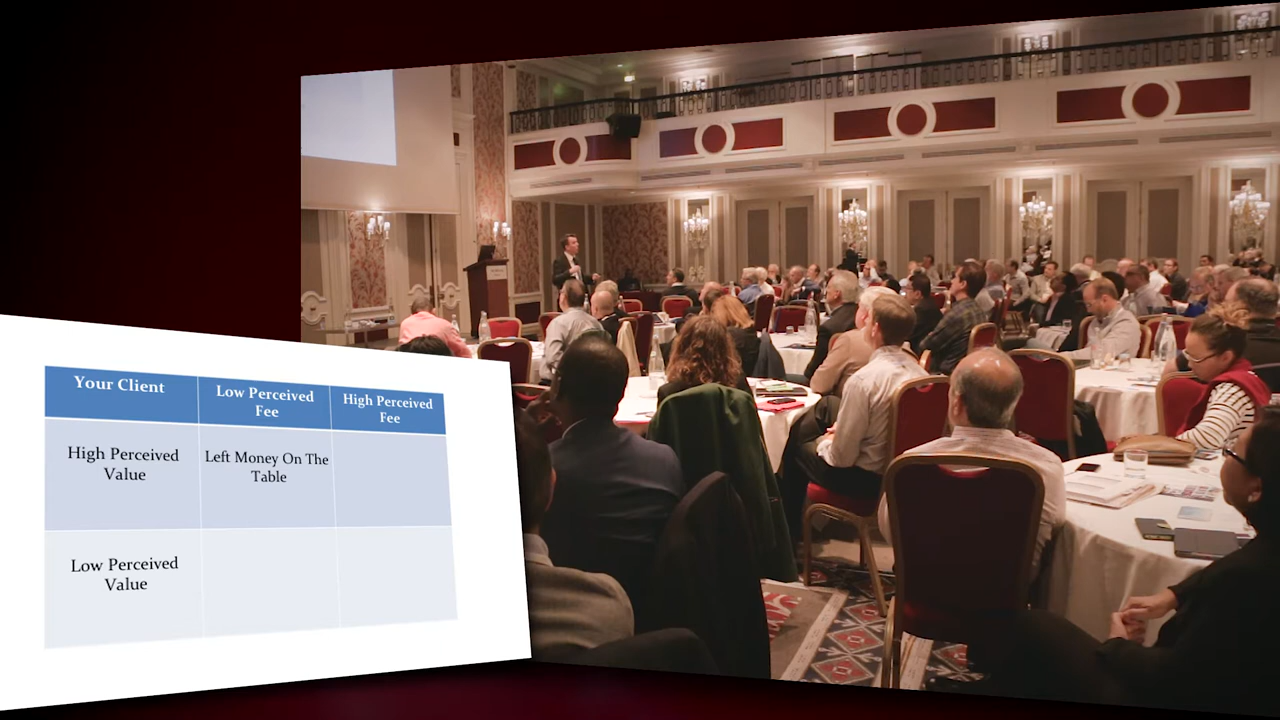 Your Client
Low Perceived
Fee
High Perceived
Fee
High Perceived
Value
Left Money On The
Table
Low Perceived
Value